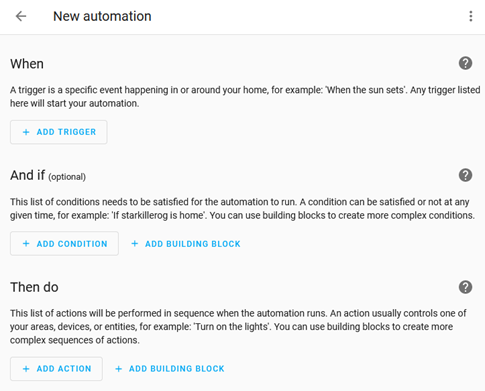 New automation
When
A trigger is a specific event happening in or around your home, for example: 'When the sun sets'. Any trigger listed
here will start your automation.
+ ADD TRIGGER
And if (optional)
This list of conditions needs to be satisfied for the automation to run. A condition can be satisfied or not at any
given time, for example: 'If starkillerog is home'. You can use building blocks to create more complex conditions.
+ ADD CONDITION + ADD BUILDING BLOCK
Then do
This list of actions will be performed in sequence when the automation runs. An action usually controls one of
your areas, devices, or entities, for example: 'Turn on the lights'. You can use building blocks to create more
complex sequences of actions.
+ ADD ACTION + ADD BUILDING BLOCK